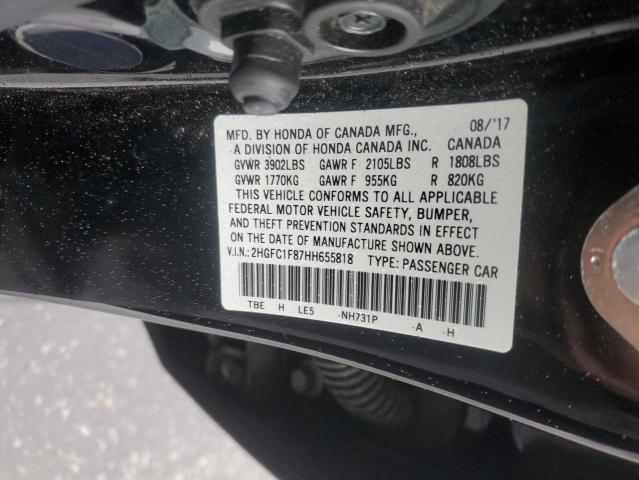 MFD. BY HONDA OF CANADA MFG., 08/'17
A DIVISION OF HONDA CANADA INC. CANADA
GVWR 3902LBS GAWR F 2105LBS R 1808LBS
GVWR 1770KG GAWR F 955KG R 820KG
THIS VEHICLE CONFORMS TO ALL APPLICABLE
FEDERAL MOTOR VEHICLE SAFETY, BUMPER,
AND THEFT PREVENTION STANDARDS IN EFFECT
ON THE DATE OF MANUFACTURE SHOWN ABOVE.
V.I.N.: 2HGFC1F87HH655818 TYPE: PASSENGER CAR
TBE H LE5 -NH731P -A -H